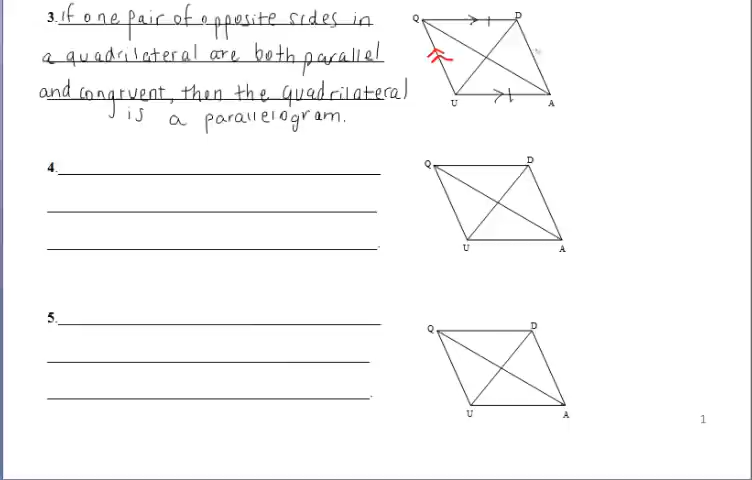 3. If one pair of opposite sides in
a quadrilateral are both parallel
and congruent, then the quadrilateral
is a parallelogram.
Q D
U A
4.
Q D
U A
5.
Q D
U A
1